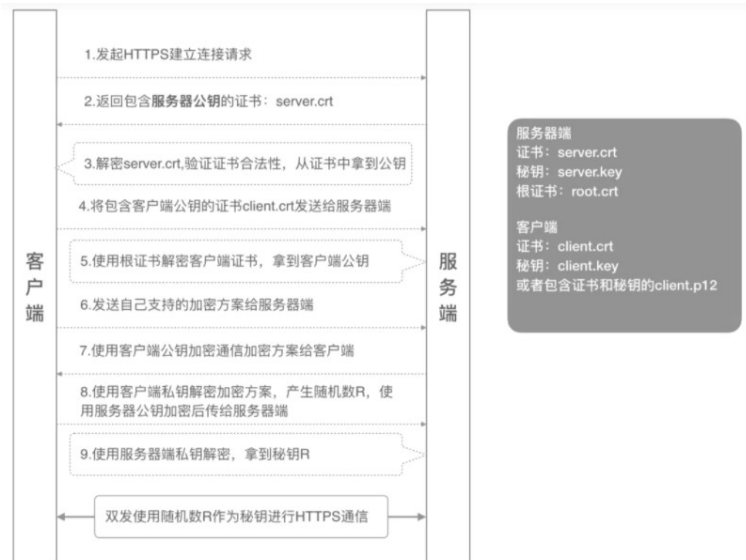 1.发起HTTPS建立连接请求
2.返回包含服务器公钥的证书：server.crt
3.解密server.crt,验证证书合法性，从证书中拿到公钥
4.将包含客户端公钥的证书client.crt发送给服务器端
5.使用根证书解密客户端证书，拿到客户端公钥
6.发送自己支持的加密方案给服务器端
7.使用客户端公钥加密通信加密方案给客户端
8.使用客户端私钥解密加密方案，产生随机数R，使
用服务器公钥加密后传给服务器端
9.使用服务器端私钥解密，拿到秘钥R
双发使用随机数R作为秘钥进行HTTPS通信
客
户
端
服
务
端
服务器端
证书：server.crt
秘钥：server.key
根证书：root.crt
客户端
证书：client.crt
秘钥：client.key
或者包含证书和秘钥的client.p12